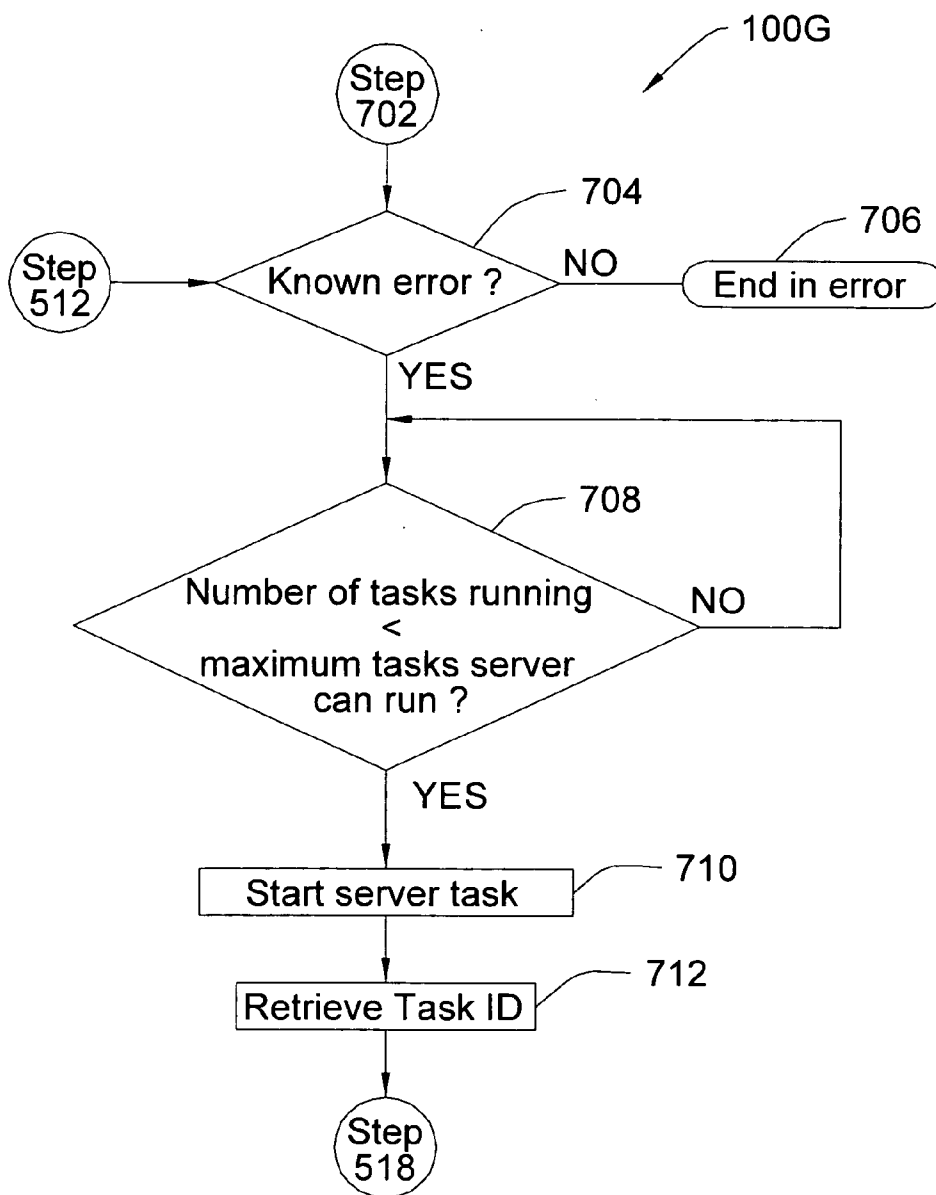 100G
Step
702
704
706
Step
512
Known error ?
NO
End in error
YES
708
Number of tasks running
<
maximum tasks server
can run ?
NO
YES
Start server task
710
Retrieve Task ID
712
Step
518